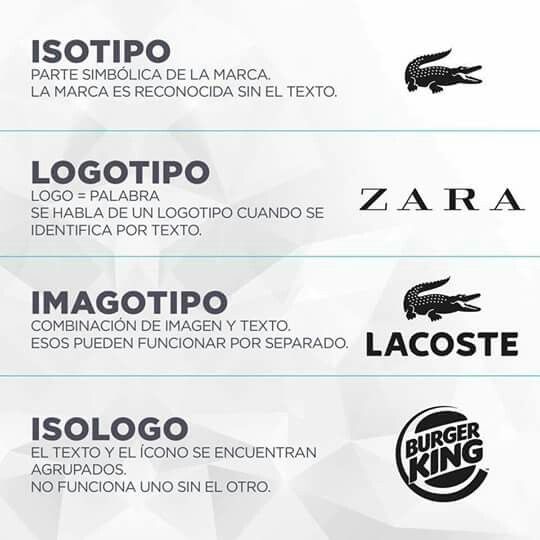 ISOTIPO
PARTE SIMBÓLICA DE LA MARCA.
LA MARCA ES RECONOCIDA SIN EL TEXTO.
LOGOTIPO
LOGO = PALABRA
SE HABLA DE UN LOGOTIPO CUANDO SE
IDENTIFICA POR TEXTO.
ZARA
IMAGOTIPO
COMBINACIÓN DE IMAGEN Y TEXTO.
ESOS PUEDEN FUNCIONAR POR SEPARADO.
LACOSTE
ISOLOGO
EL TEXTO Y EL ÍCONO SE ENCUENTRAN
AGRUPADOS.
NO FUNCIONA UNO SIN EL OTRO.
BURGER
KING